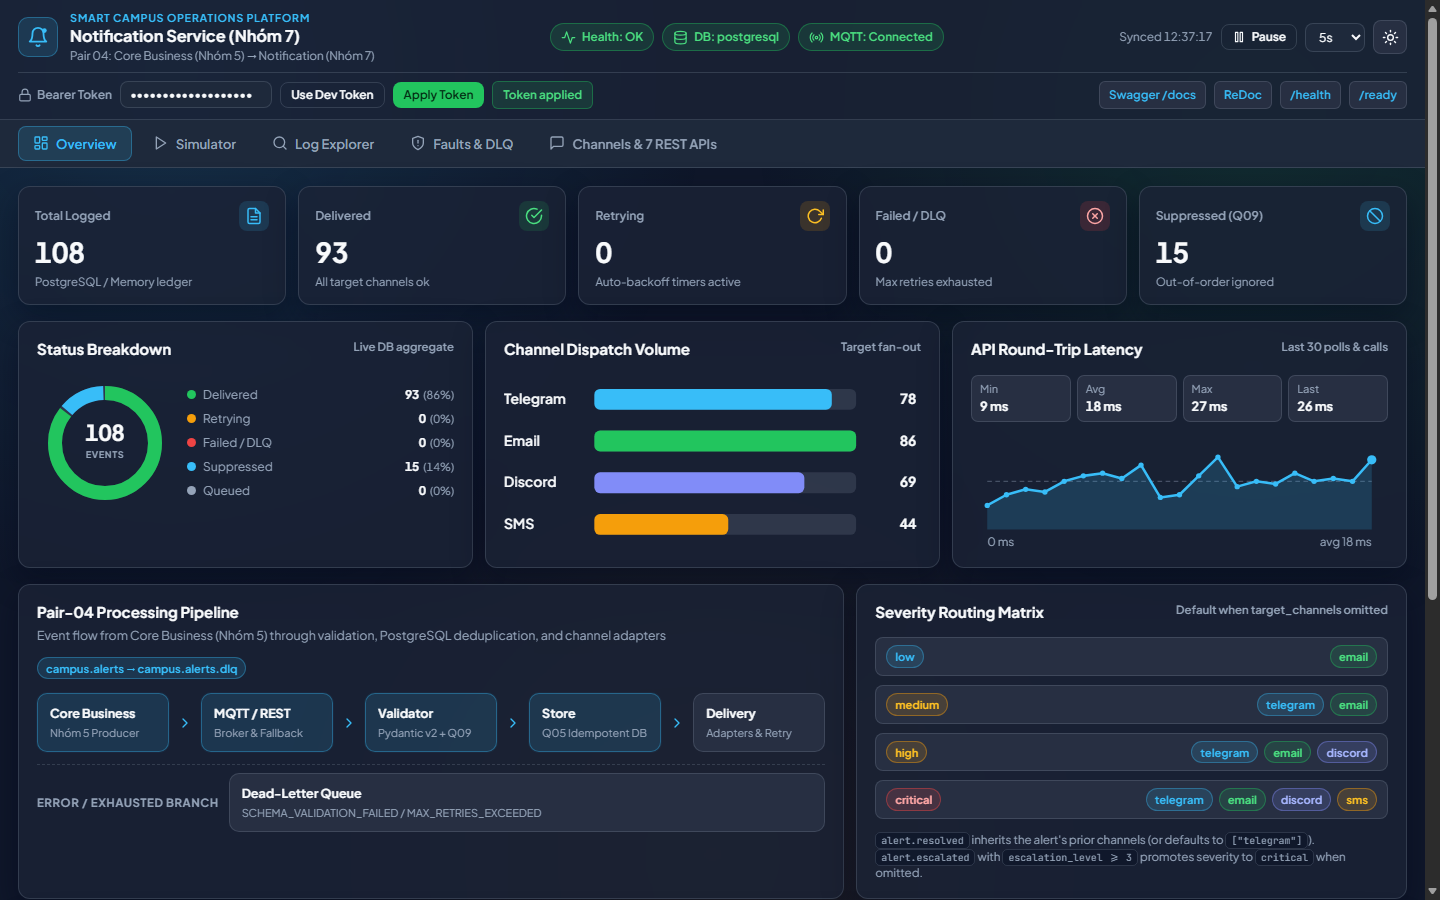 SMART CAMPUS OPERATIONS PLATFORM
Notification Service (Nhóm 7)
Pair 04: Core Business (Nhóm 5) → Notification (Nhóm 7)
Health: OK
DB: postgresql
MQTT: Connected
Synced 12:37:17
Pause
5s
Bearer Token
••••••••••••••••••
Use Dev Token
Apply Token
Token applied
Swagger /docs
ReDoc
/health
/ready
Overview
Simulator
Log Explorer
Faults & DLQ
Channels & 7 REST APIs
Total Logged
108
PostgreSQL / Memory ledger
Delivered
93
All target channels ok
Retrying
0
Auto-backoff timers active
Failed / DLQ
0
Max retries exhausted
Suppressed (Q09)
15
Out-of-order ignored
Status Breakdown
Live DB aggregate
108
EVENTS
Delivered 93 (86%)
Retrying 0 (0%)
Failed / DLQ 0 (0%)
Suppressed 15 (14%)
Queued 0 (0%)
Channel Dispatch Volume
Target fan-out
Telegram 78
Email 86
Discord 69
SMS 44
API Round-Trip Latency
Last 30 polls & calls
Min
9 ms
Avg
18 ms
Max
27 ms
Last
26 ms
0 ms
avg 18 ms
Pair-04 Processing Pipeline
Event flow from Core Business (Nhóm 5) through validation, PostgreSQL deduplication, and channel adapters
campus.alerts → campus.alerts.dlq
Core Business
Nhóm 5 Producer
MQTT / REST
Broker & Fallback
Validator
Pydantic v2 + Q09
Store
Q05 Idempotent DB
Delivery
Adapters & Retry
ERROR / EXHAUSTED BRANCH
Dead-Letter Queue
SCHEMA_VALIDATION_FAILED / MAX_RETRIES_EXCEEDED
Severity Routing Matrix
Default when target_channels omitted
low email
medium telegram email
high telegram email discord
critical telegram email discord sms
alert.resolved inherits the alert's prior channels (or defaults to ["telegram"] ).
alert.escalated with escalation_level ≥ 3 promotes severity to critical when
omitted.